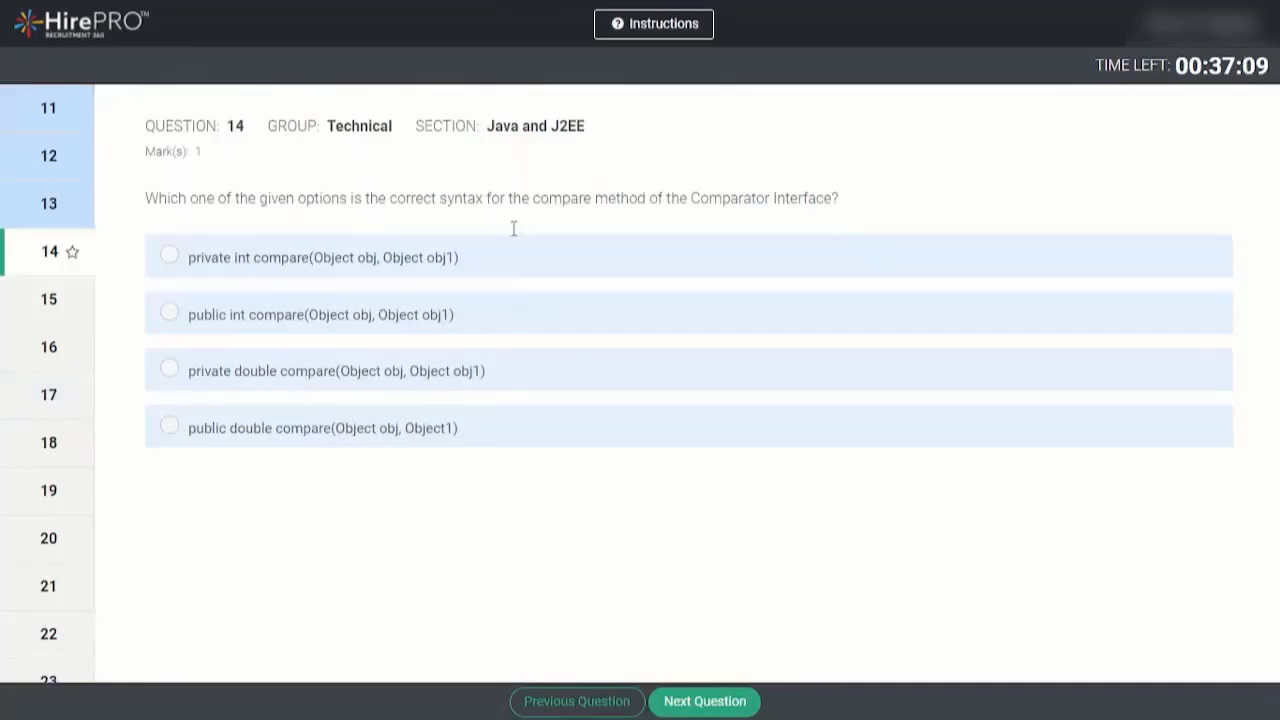 HirePRO™
RECRUITMENT 360
Instructions
TIME LEFT: 00:37:09
11
12
13
14
15
16
17
18
19
20
21
22
23
QUESTION: 14 GROUP: Technical SECTION: Java and J2EE
Mark(s): 1
Which one of the given options is the correct syntax for the compare method of the Comparator Interface?
private int compare(Object obj, Object obj1)
public int compare(Object obj, Object obj1)
private double compare(Object obj, Object obj1)
public double compare(Object obj, Object1)
Previous Question
Next Question